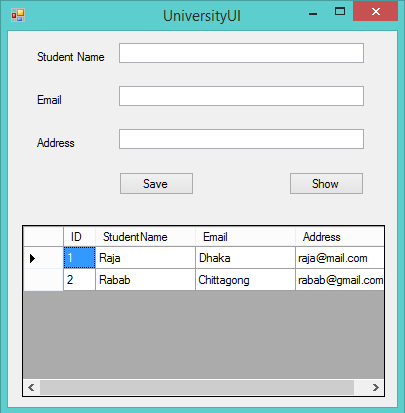 UniversityUI
Student Name
Email
Address
Save Show
ID StudentName Email Address
1 Raja Dhaka raja@mail.com
2 Rabab Chittagong rabab@gmail.com